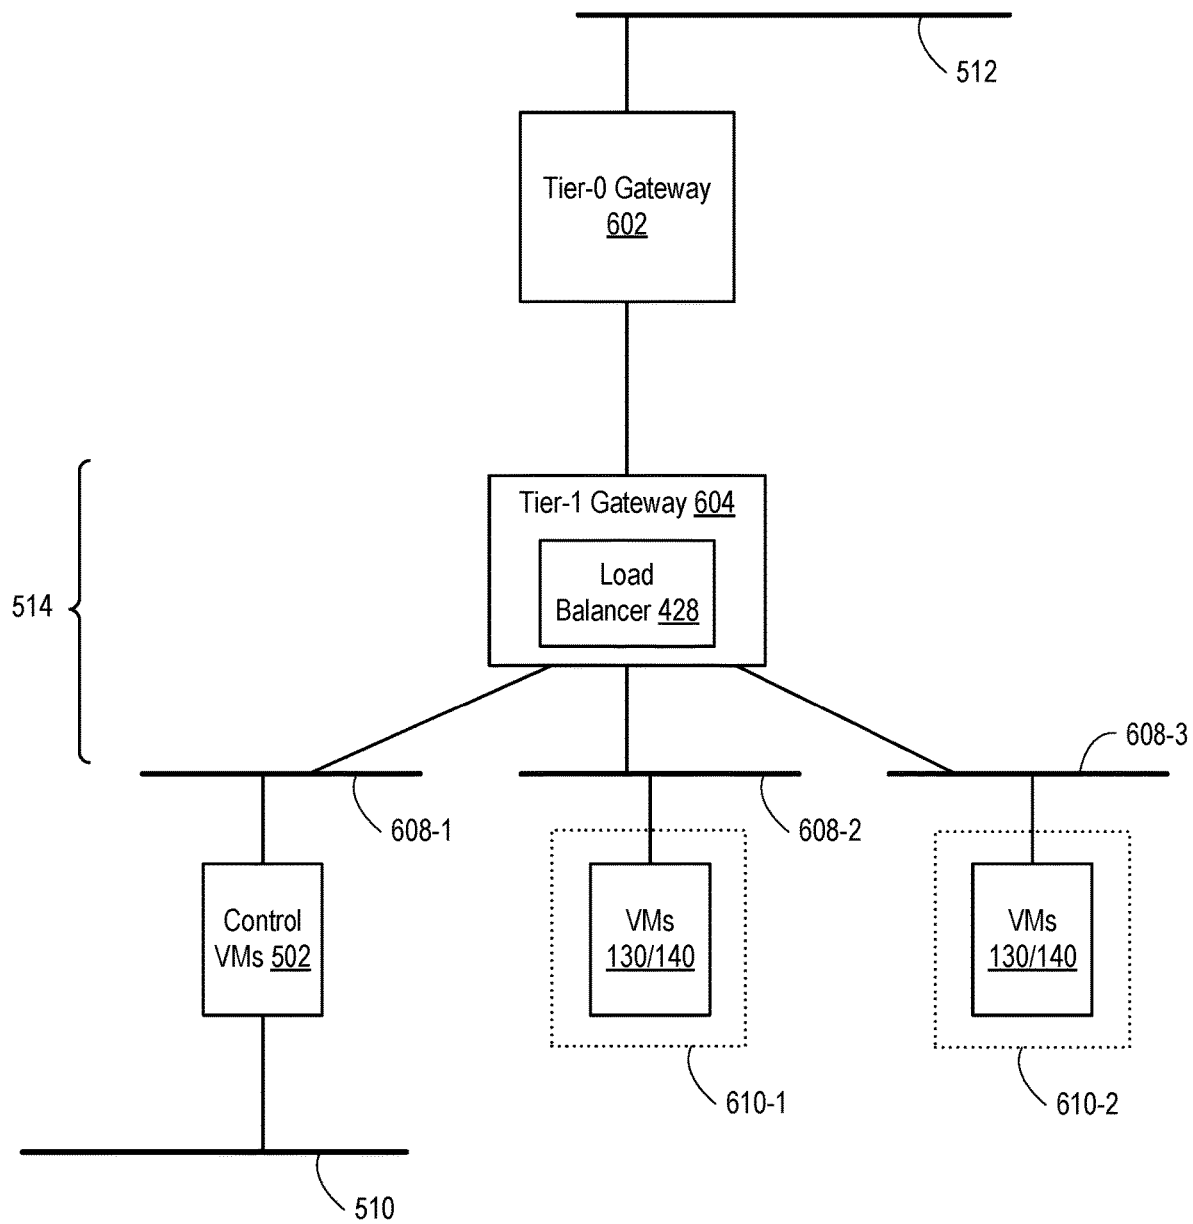 512
Tier-0 Gateway
602
Tier-1 Gateway 604
Load
Balancer 428
514
608-3
608-1
608-2
Control
VMs 502
VMs
130/140
VMs
130/140
610-1
610-2
510